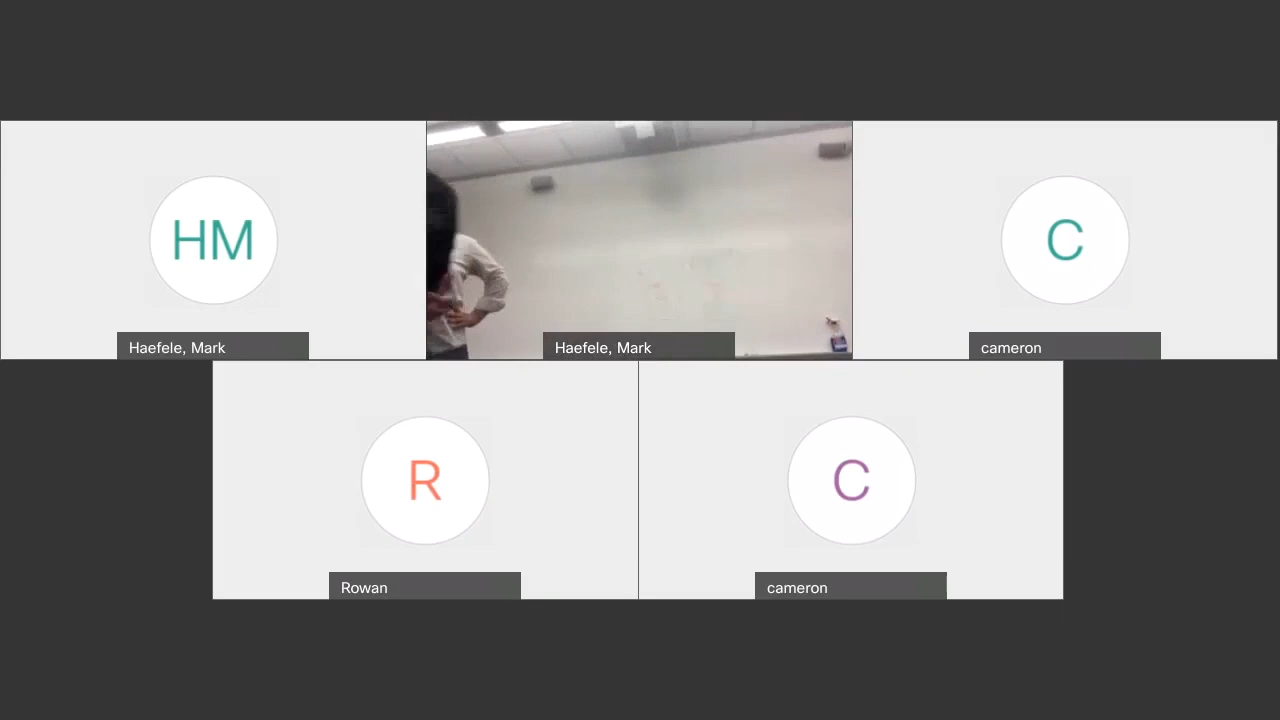 HM
Haefele, Mark
Haefele, Mark
C
cameron
R
Rowan
C
cameron